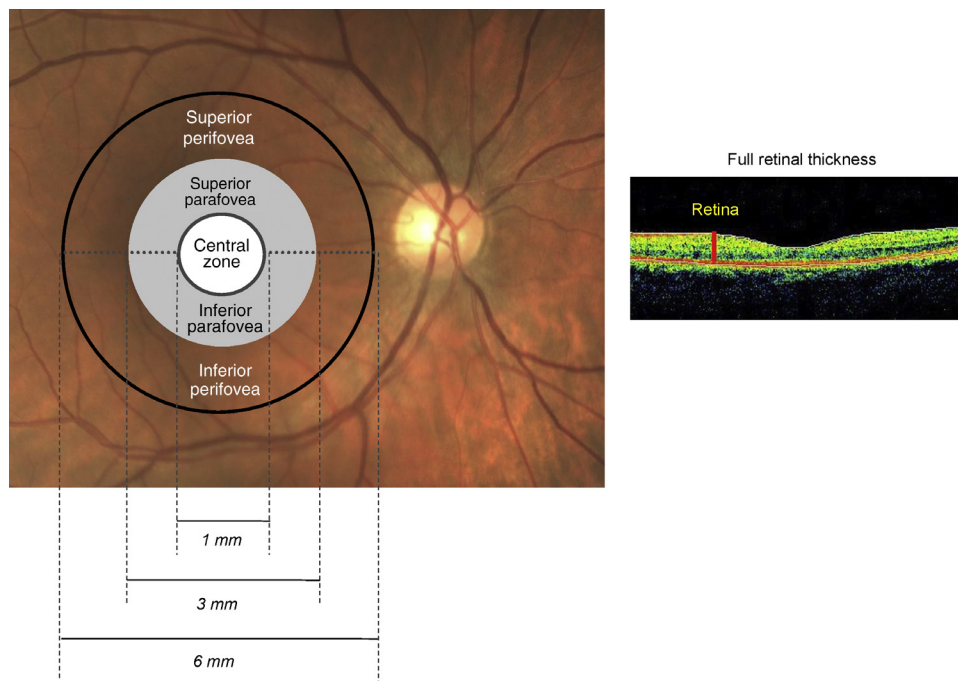 Superior
perifovea
Superior
parafovea
Central
zone
Inferior
parafovea
Inferior
perifovea
1 mm
3 mm
6 mm
Full retinal thickness
Retina